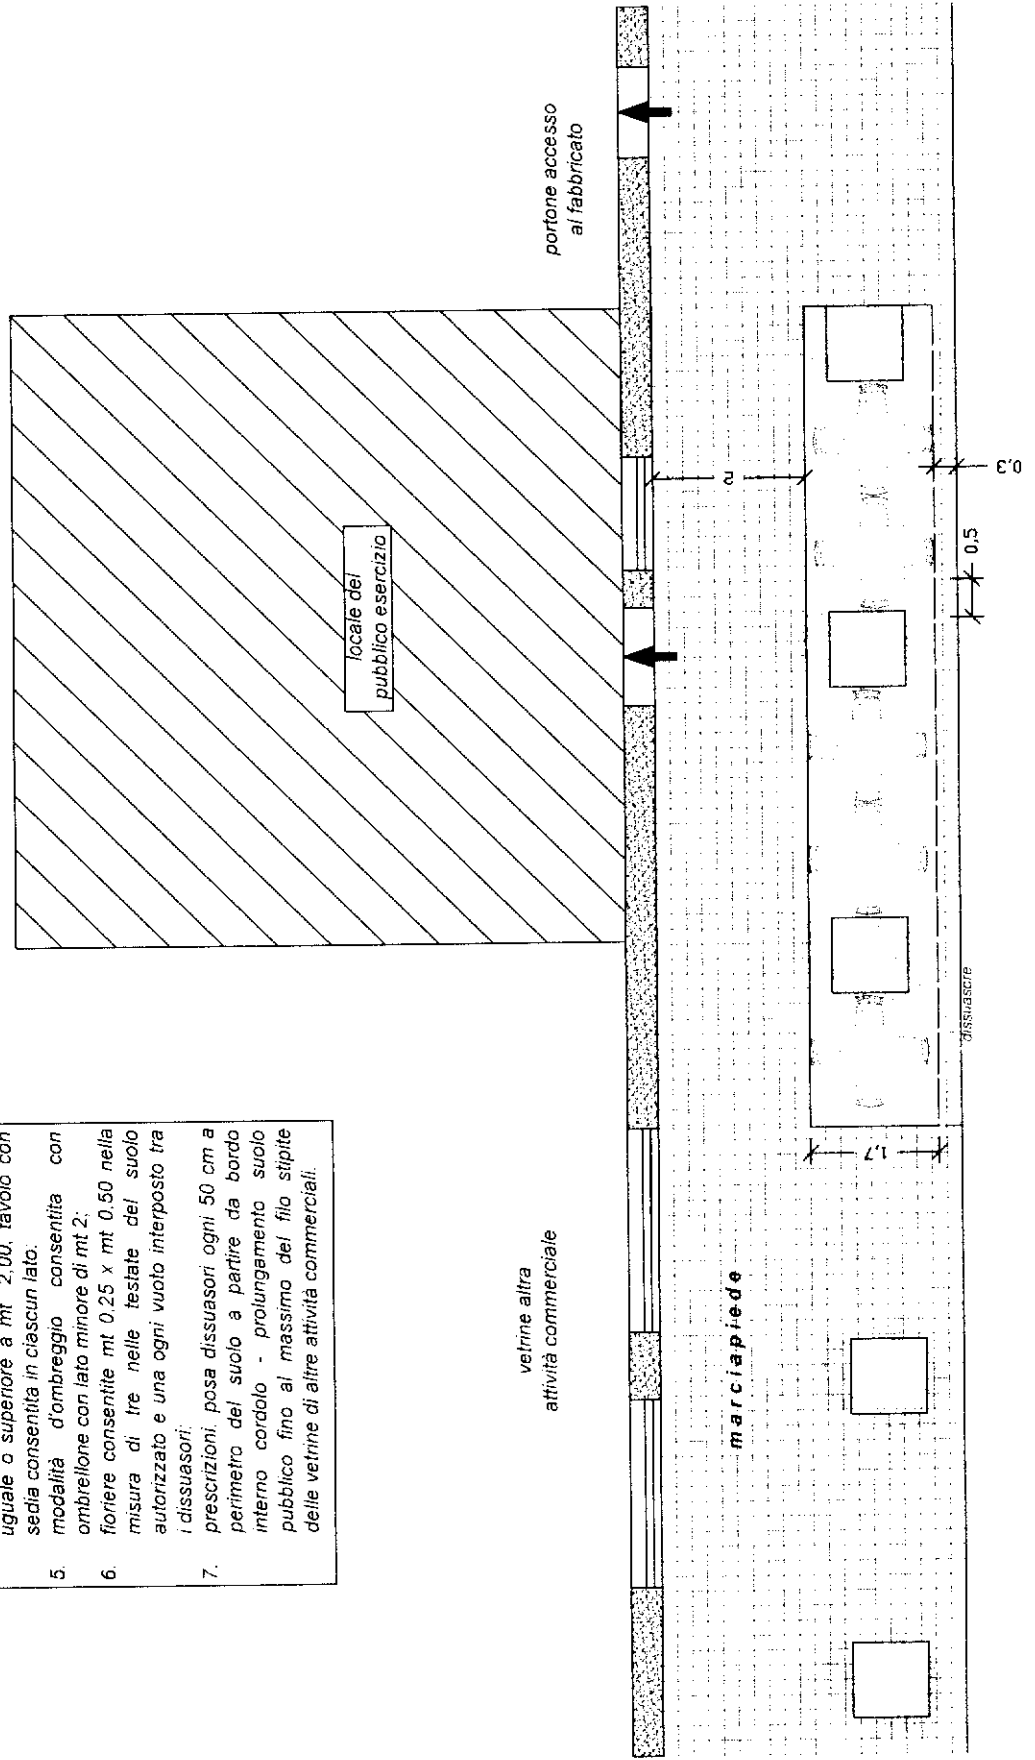 uguale o superiore a mt 2,00, tavolo con
sedia consentita in ciascun lato:
5. modalità d'ombreggio consentita con
ombrellone con lato minore di mt 2;
6. fioriere consentite mt 0.25 x mt 0.50 nella
misura di tre nelle testate del suolo
autorizzato e una ogni vuoto interposto tra
i dissuasori:
7. prescrizioni. posa dissuasori ogni 50 cm a
perimetro del suolo a partire da bordo
interno cordolo - prolungamento suolo
pubblico fino al massimo del filo stipite
delle vetrine di altre attività commerciali.
locale del
pubblico esercizio
portone accesso
al fabbricato
vetrine altra
attività commerciale
marciapiede
2
1,7
dissuasore
0,5
0,3